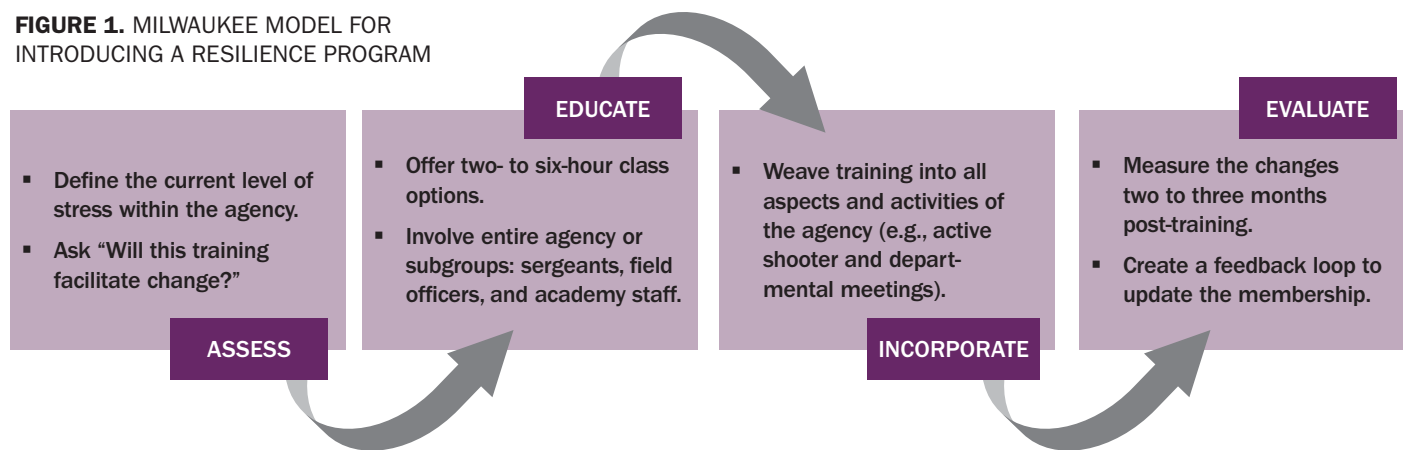 FIGURE 1. MILWAUKEE MODEL FOR
INTRODUCING A RESILIENCE PROGRAM
▪ Define the current level of
stress within the agency.
▪ Ask “Will this training
facilitate change?”
ASSESS
EDUCATE
▪ Offer two- to six-hour class
options.
▪ Involve entire agency or
subgroups: sergeants, field
officers, and academy staff.
▪ Weave training into all
aspects and activities of
the agency (e.g., active
shooter and depart-
mental meetings).
INCORPORATE
EVALUATE
▪ Measure the changes
two to three months
post-training.
▪ Create a feedback loop to
update the membership.